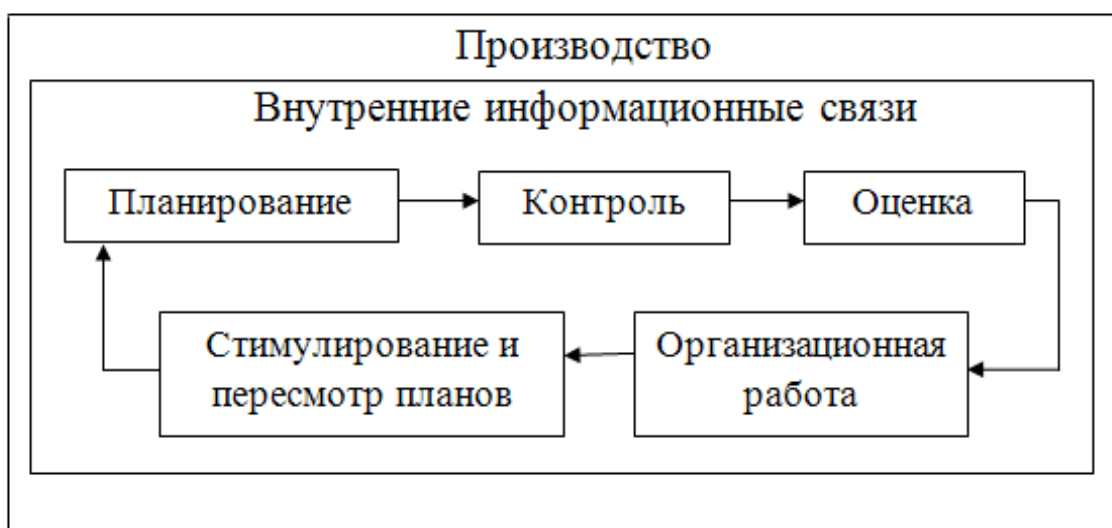 Производство
Внутренние информационные связи
Планирование
Контроль
Оценка
Стимулирование и
пересмотр планов
Организационная
работа